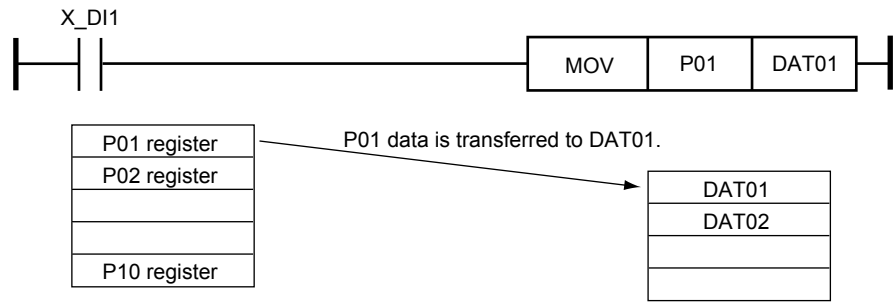 X_DI1
MOV P01 DAT01
P01 register
P01 data is transferred to DAT01.
P02 register
DAT01
DAT02
P10 register